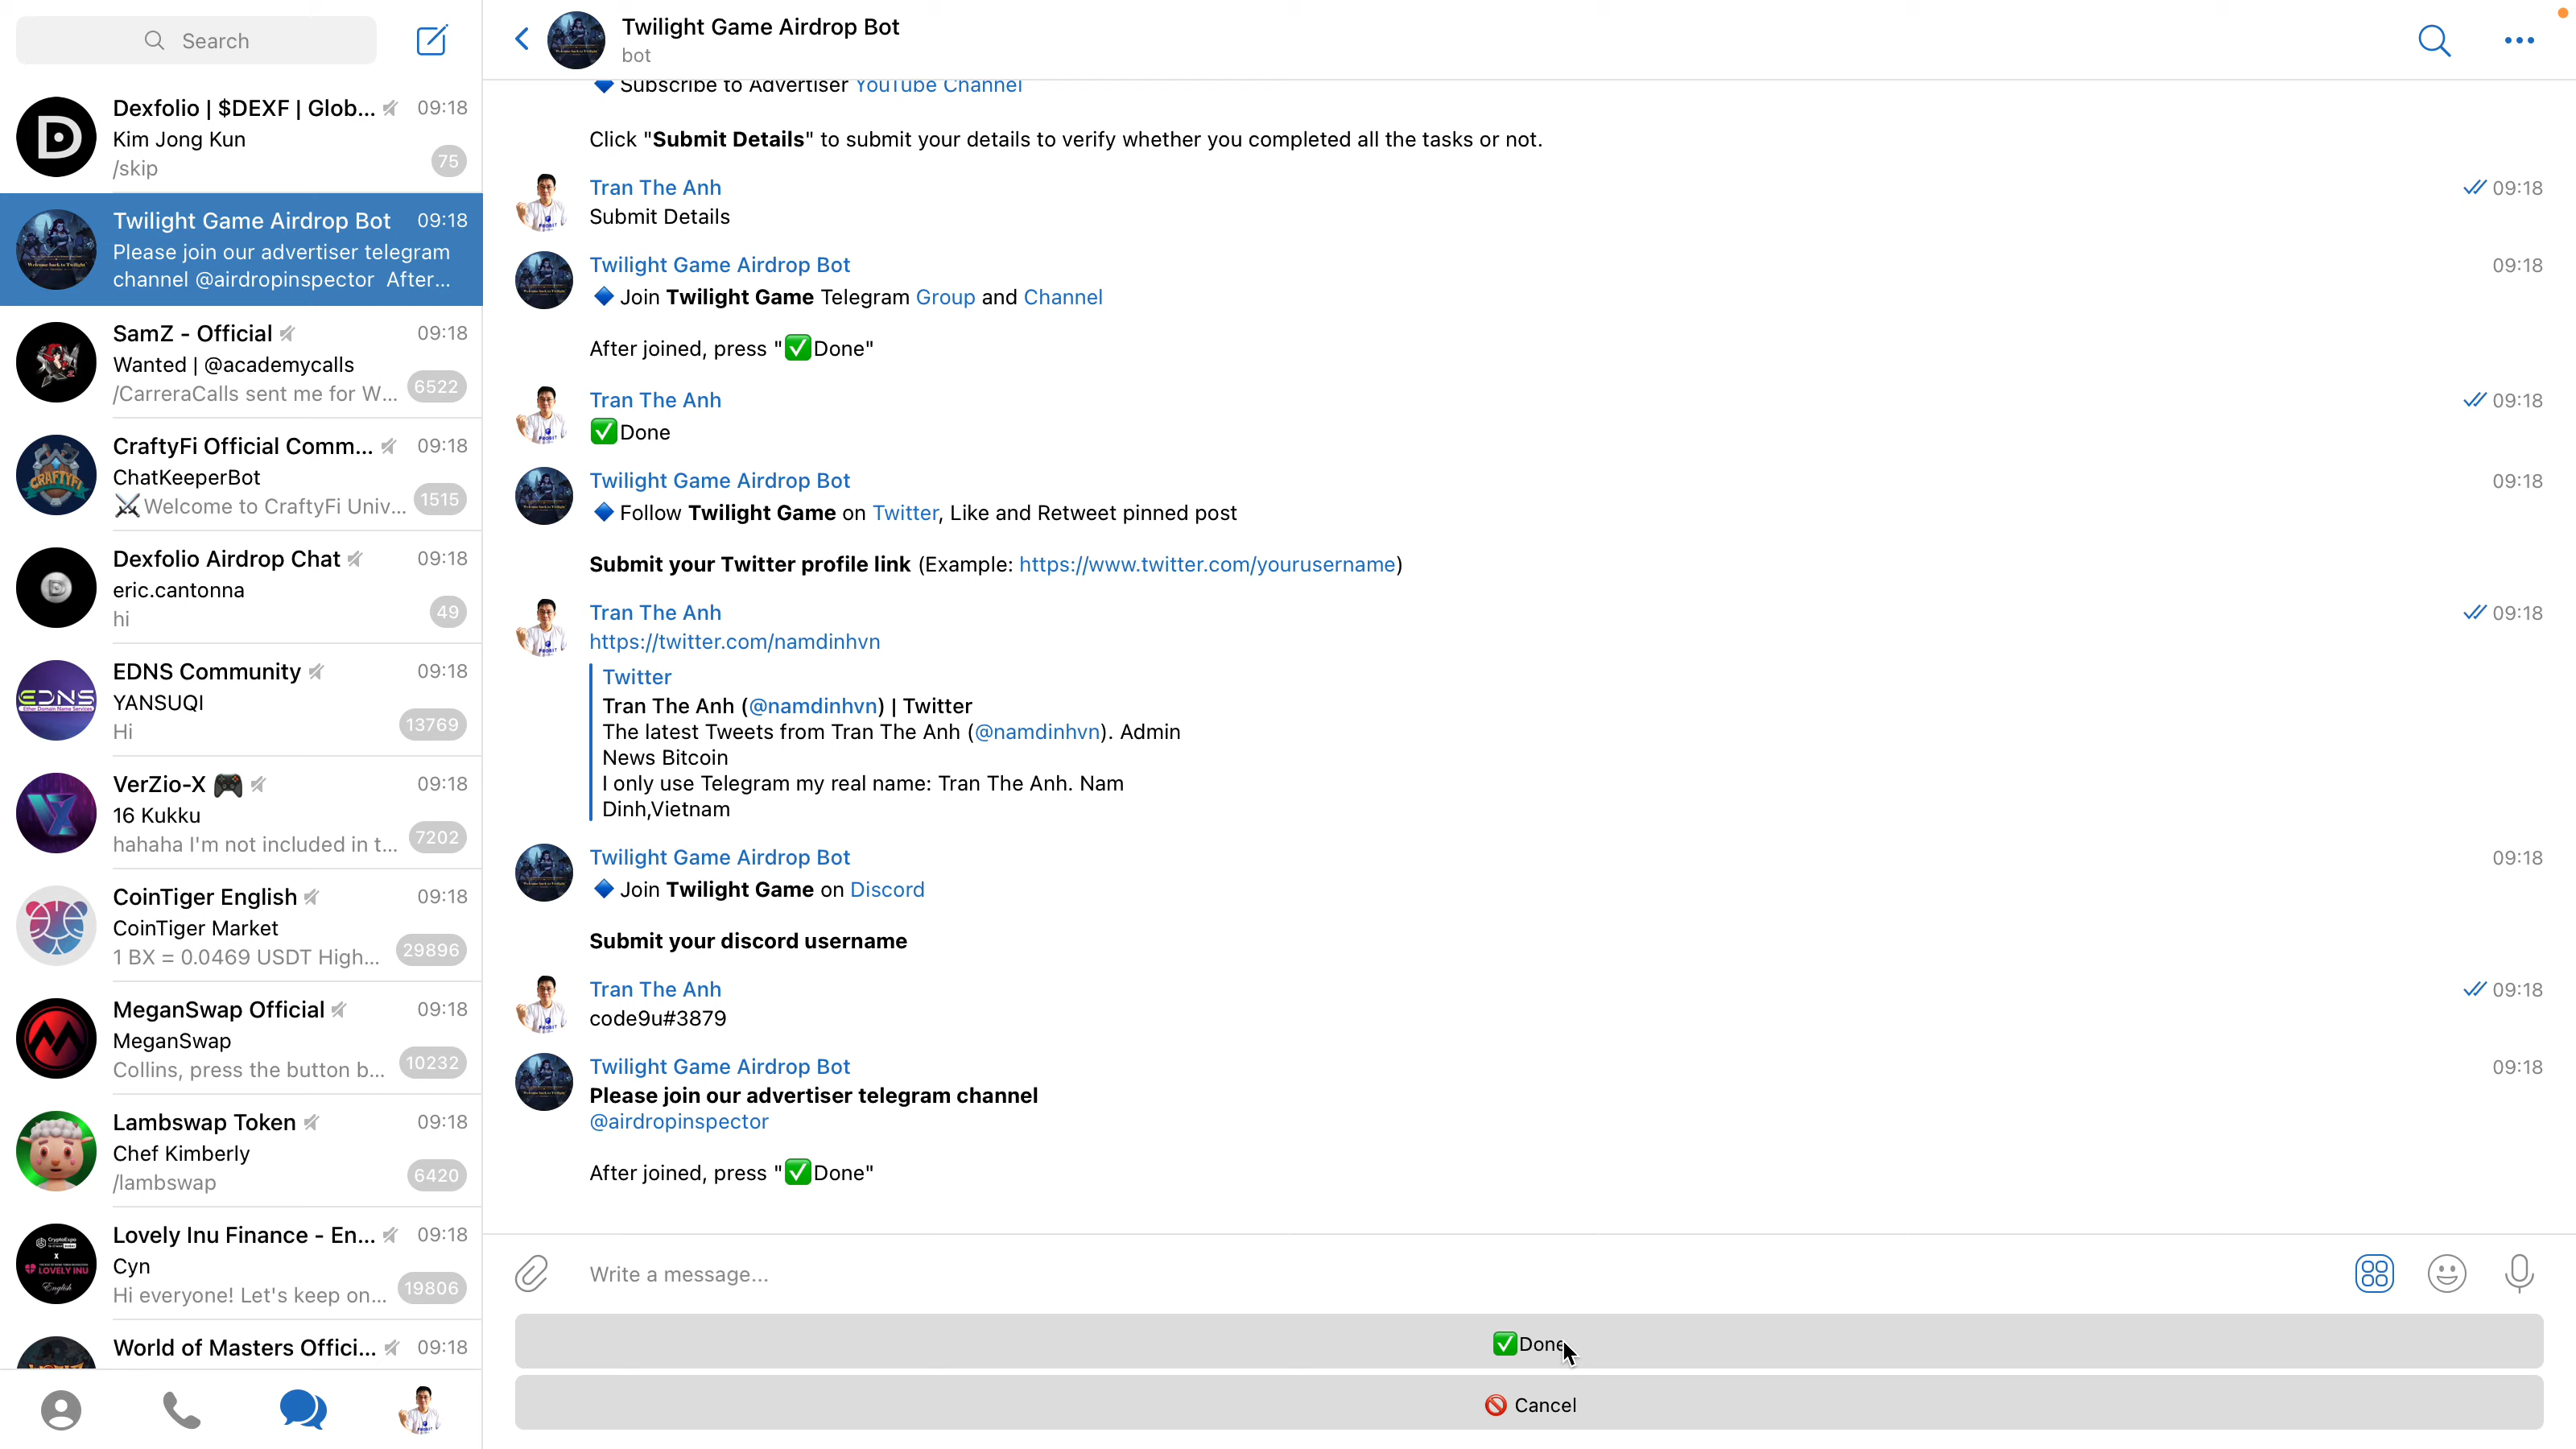 Search
Dexfolio | $DEXF | Glob... 09:18
Kim Jong Kun
/skip 75
Twilight Game Airdrop Bot 09:18
Please join our advertiser telegram
channel @airdropinspector After...
SamZ - Official 09:18
Wanted | @academycalls
/CarreraCalls sent me for W... 6522
CraftyFi Official Comm... 09:18
ChatKeeperBot
⚔Welcome to CraftyFi Univ... 1515
CRAFTYFI
Dexfolio Airdrop Chat 09:18
eric.cantonna
hi 49
EDNS Community 09:18
YANSUQI
Hi 13769
EDNS
VerZio-X 🎮 09:18
16 Kukku
hahaha I'm not included in t... 7202
CoinTiger English 09:18
CoinTiger Market
1 BX = 0.0469 USDT High... 29896
MeganSwap Official 09:18
MeganSwap
Collins, press the button b... 10232
Lambswap Token 09:18
Chef Kimberly
/lambswap 6420
Lovely Inu Finance - En... 09:18
Cyn
Hi everyone! Let's keep on... 19806
LOVELY INU
English
World of Masters Offici... 09:18
Twilight Game Airdrop Bot
bot
🔷 Subscribe to Advertiser YouTube Channel
Click "Submit Details" to submit your details to verify whether you completed all the tasks or not.
Tran The Anh 09:18
Submit Details
Twilight Game Airdrop Bot 09:18
🔷 Join Twilight Game Telegram Group and Channel
After joined, press "✅Done"
Tran The Anh 09:18
✅Done
Twilight Game Airdrop Bot 09:18
🔷 Follow Twilight Game on Twitter, Like and Retweet pinned post
Submit your Twitter profile link (Example: https://www.twitter.com/yourusername)
Tran The Anh 09:18
https://twitter.com/namdinhvn
Twitter
Tran The Anh (@namdinhvn) | Twitter
The latest Tweets from Tran The Anh (@namdinhvn). Admin
News Bitcoin
I only use Telegram my real name: Tran The Anh. Nam
Dinh,Vietnam
Twilight Game Airdrop Bot 09:18
🔷 Join Twilight Game on Discord
Submit your discord username
Tran The Anh 09:18
code9u#3879
Twilight Game Airdrop Bot 09:18
Please join our advertiser telegram channel
@airdropinspector
After joined, press "✅Done"
Write a message...
✅Done
🚫 Cancel